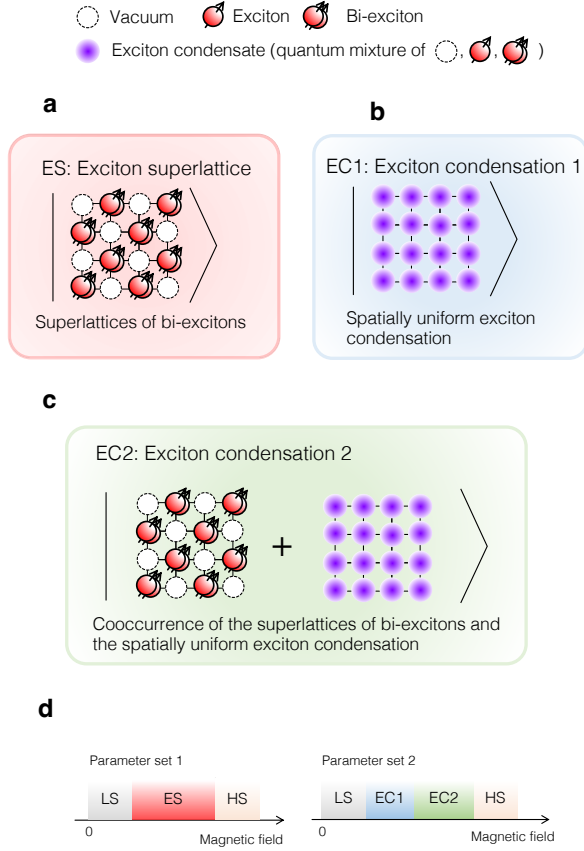 Vacuum Exciton Bi-exciton
Exciton condensate (quantum mixture of , , )
a
b
ES: Exciton superlattice
EC1: Exciton condensation 1
Superlattices of bi-excitons
Spatially uniform exciton
condensation
c
EC2: Exciton condensation 2
+
Cooccurrence of the superlattices of bi-excitons and
the spatially uniform exciton condensation
d
Parameter set 1
LS ES HS
0
Magnetic field
Parameter set 2
LS EC1 EC2 HS
0
Magnetic field